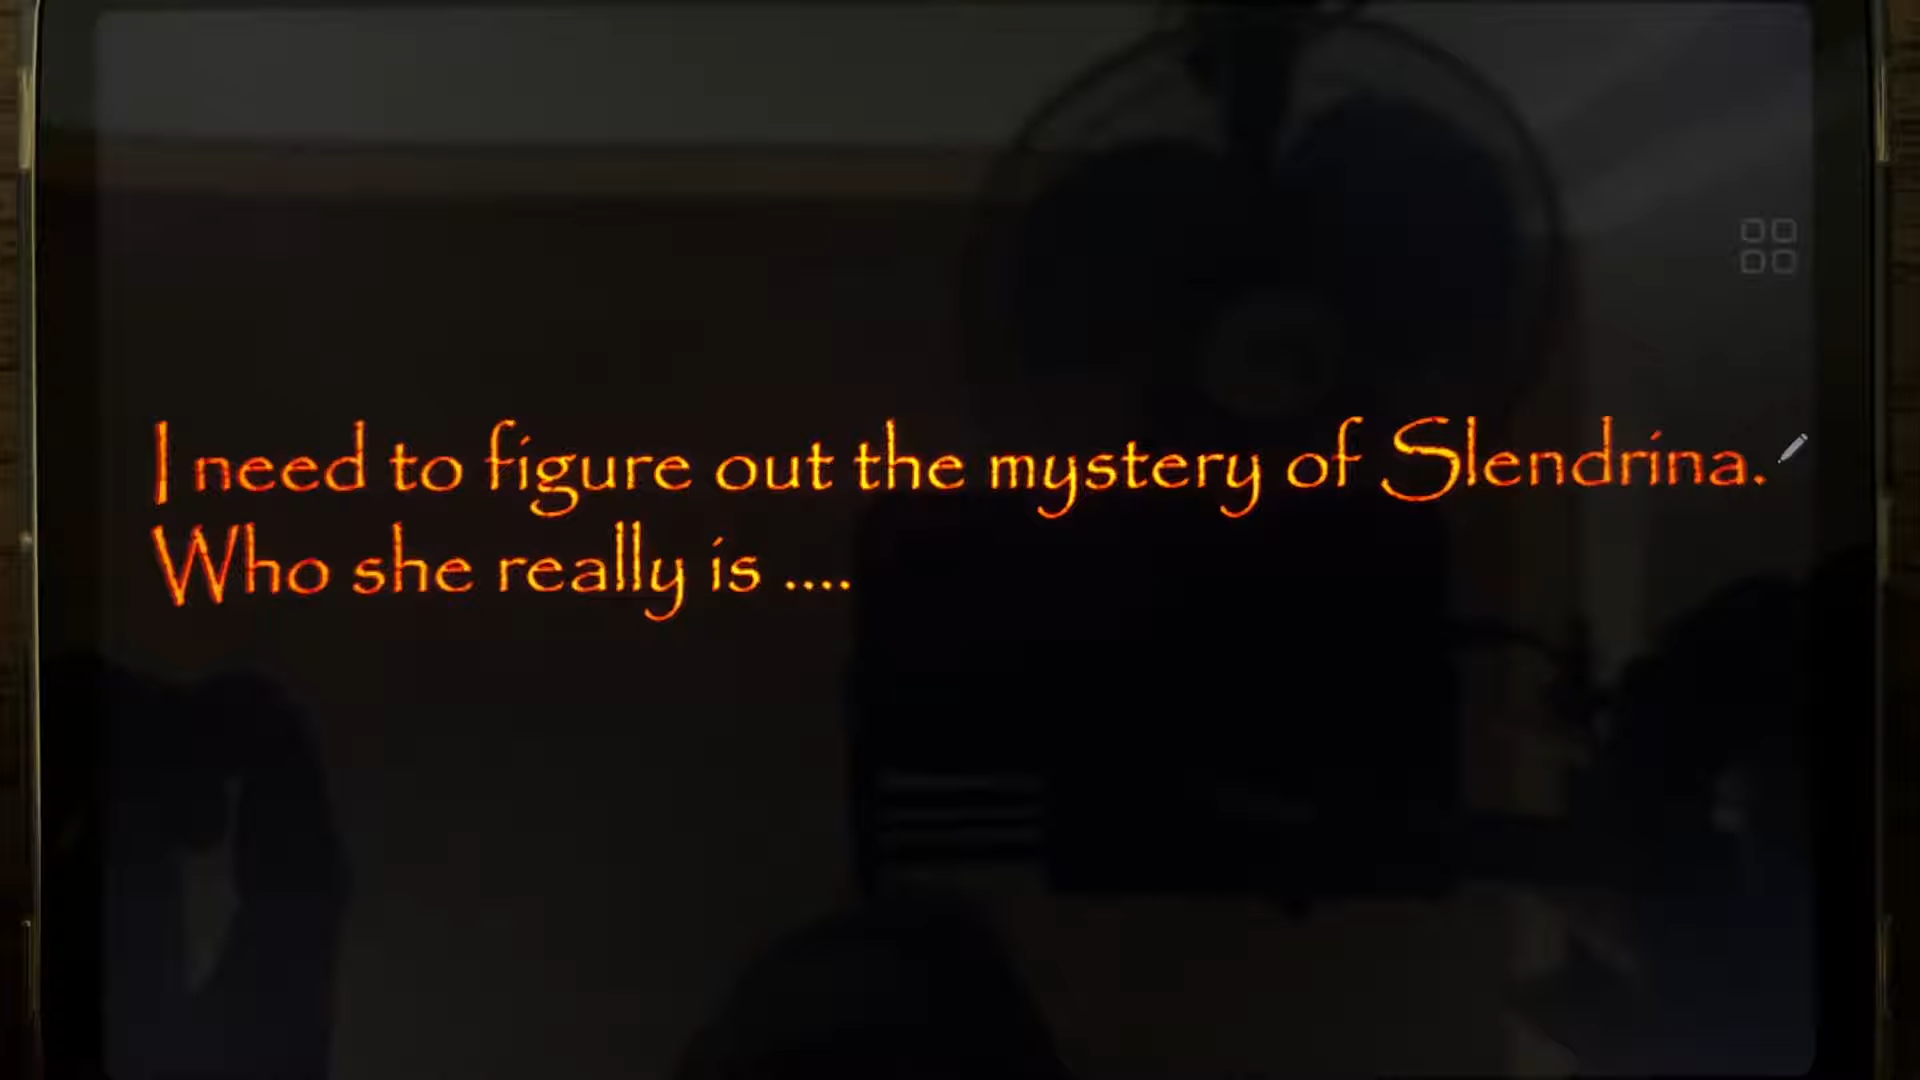 I need to figure out the mystery of Slendrina.
Who she really is ....